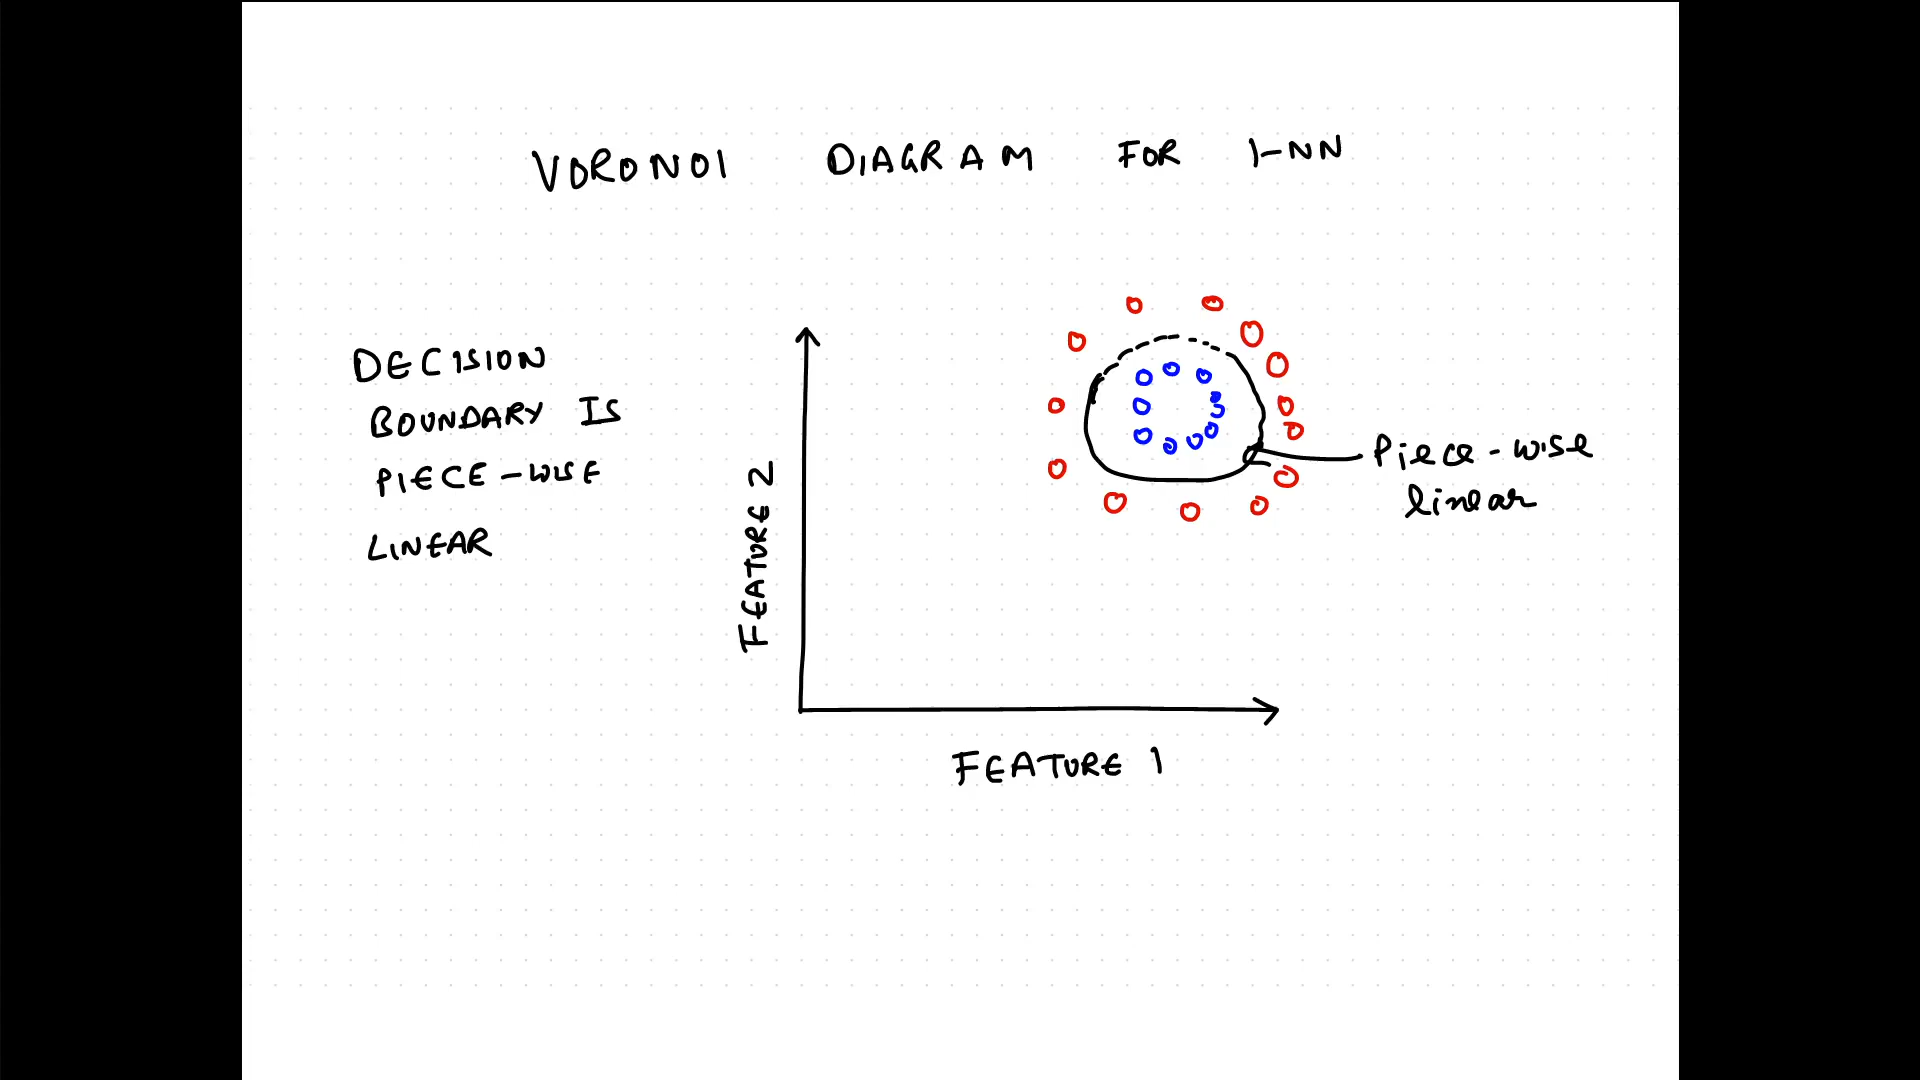 VORONOI DIAGRAM FOR 1-NN
DECISION
BOUNDARY IS
PIECE-WISE
LINEAR
FEATURE 2
Piece-wise
linear
FEATURE 1